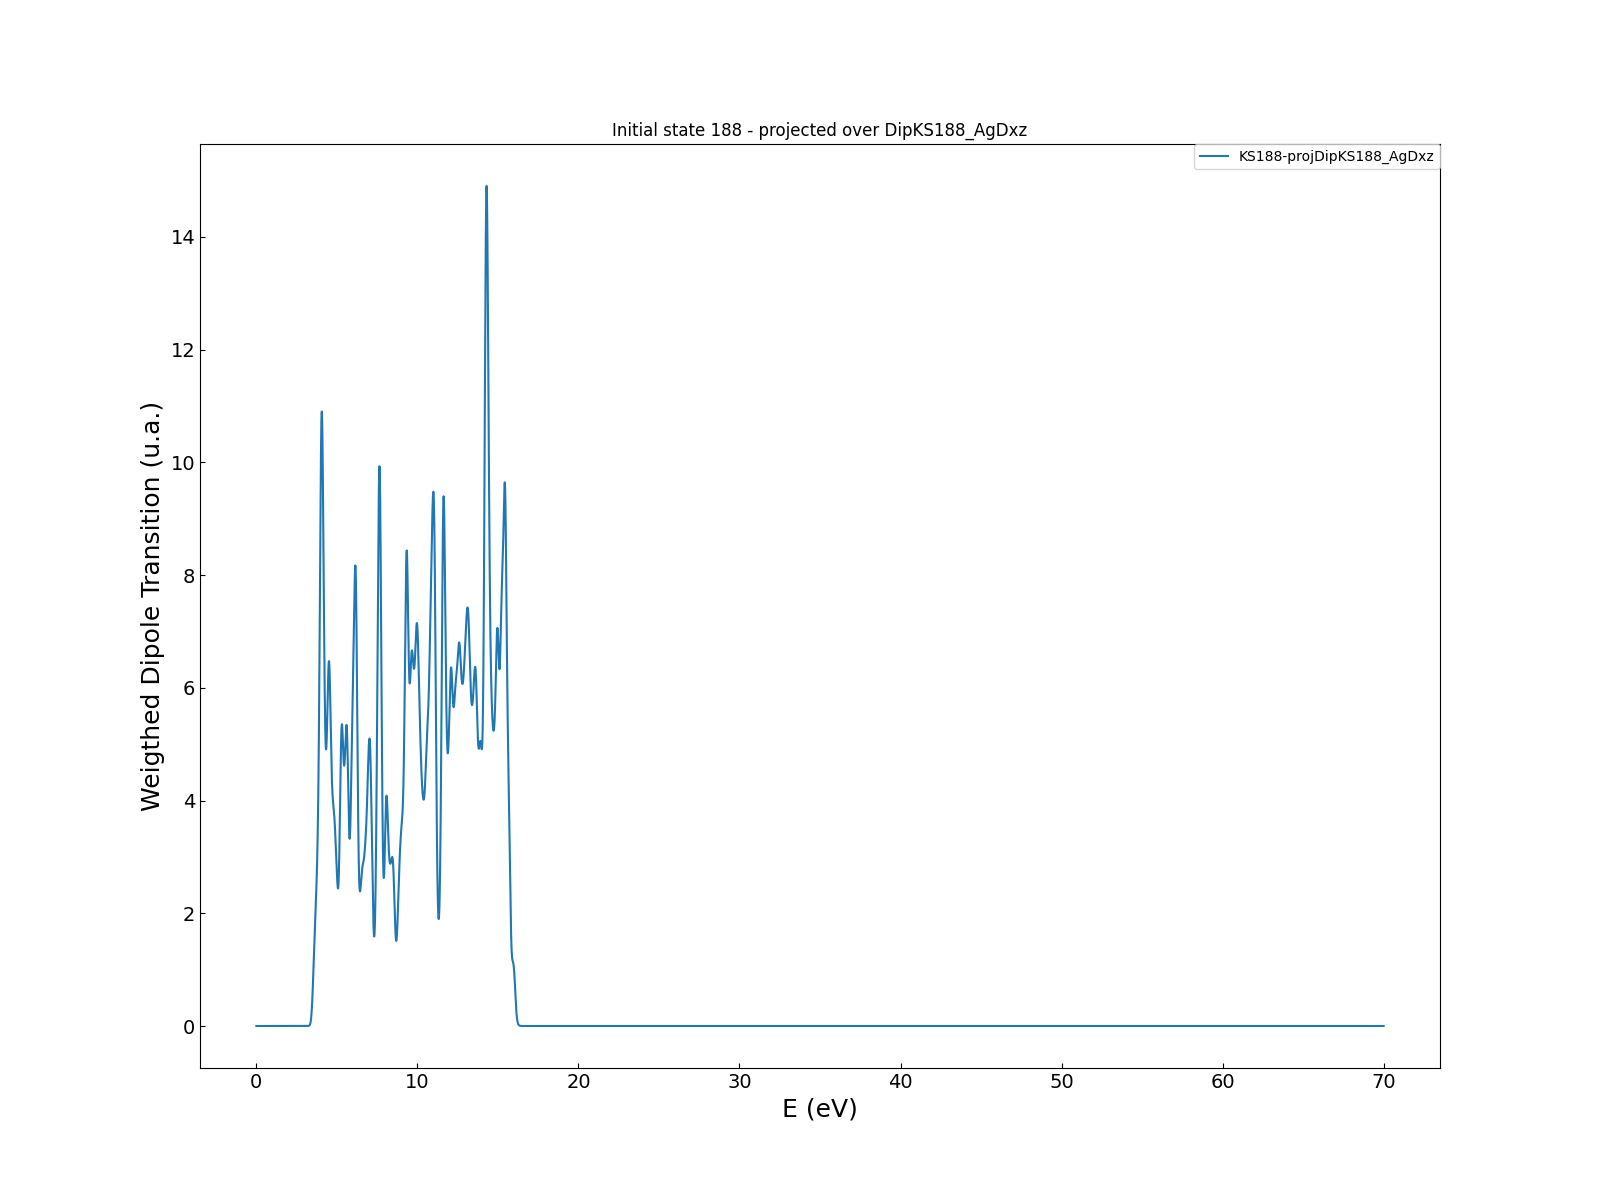 Initial state 188 - projected over DipKS188_AgDxz
KS188-projDipKS188_AgDxz
Weigthed Dipole Transition (u.a.)
14
12
10
8
6
4
2
0
0 10 20 30 40 50 60 70
E (eV)